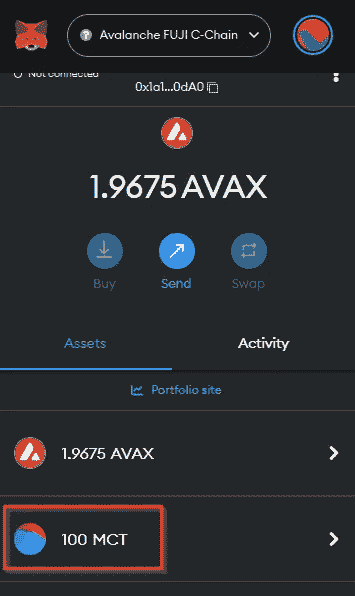 Avalanche FUJI C-Chain
Not connected
0x1a1...0dA0
1.9675 AVAX
Buy
Send
Swap
Assets
Activity
Portfolio site
1.9675 AVAX
100 MCT